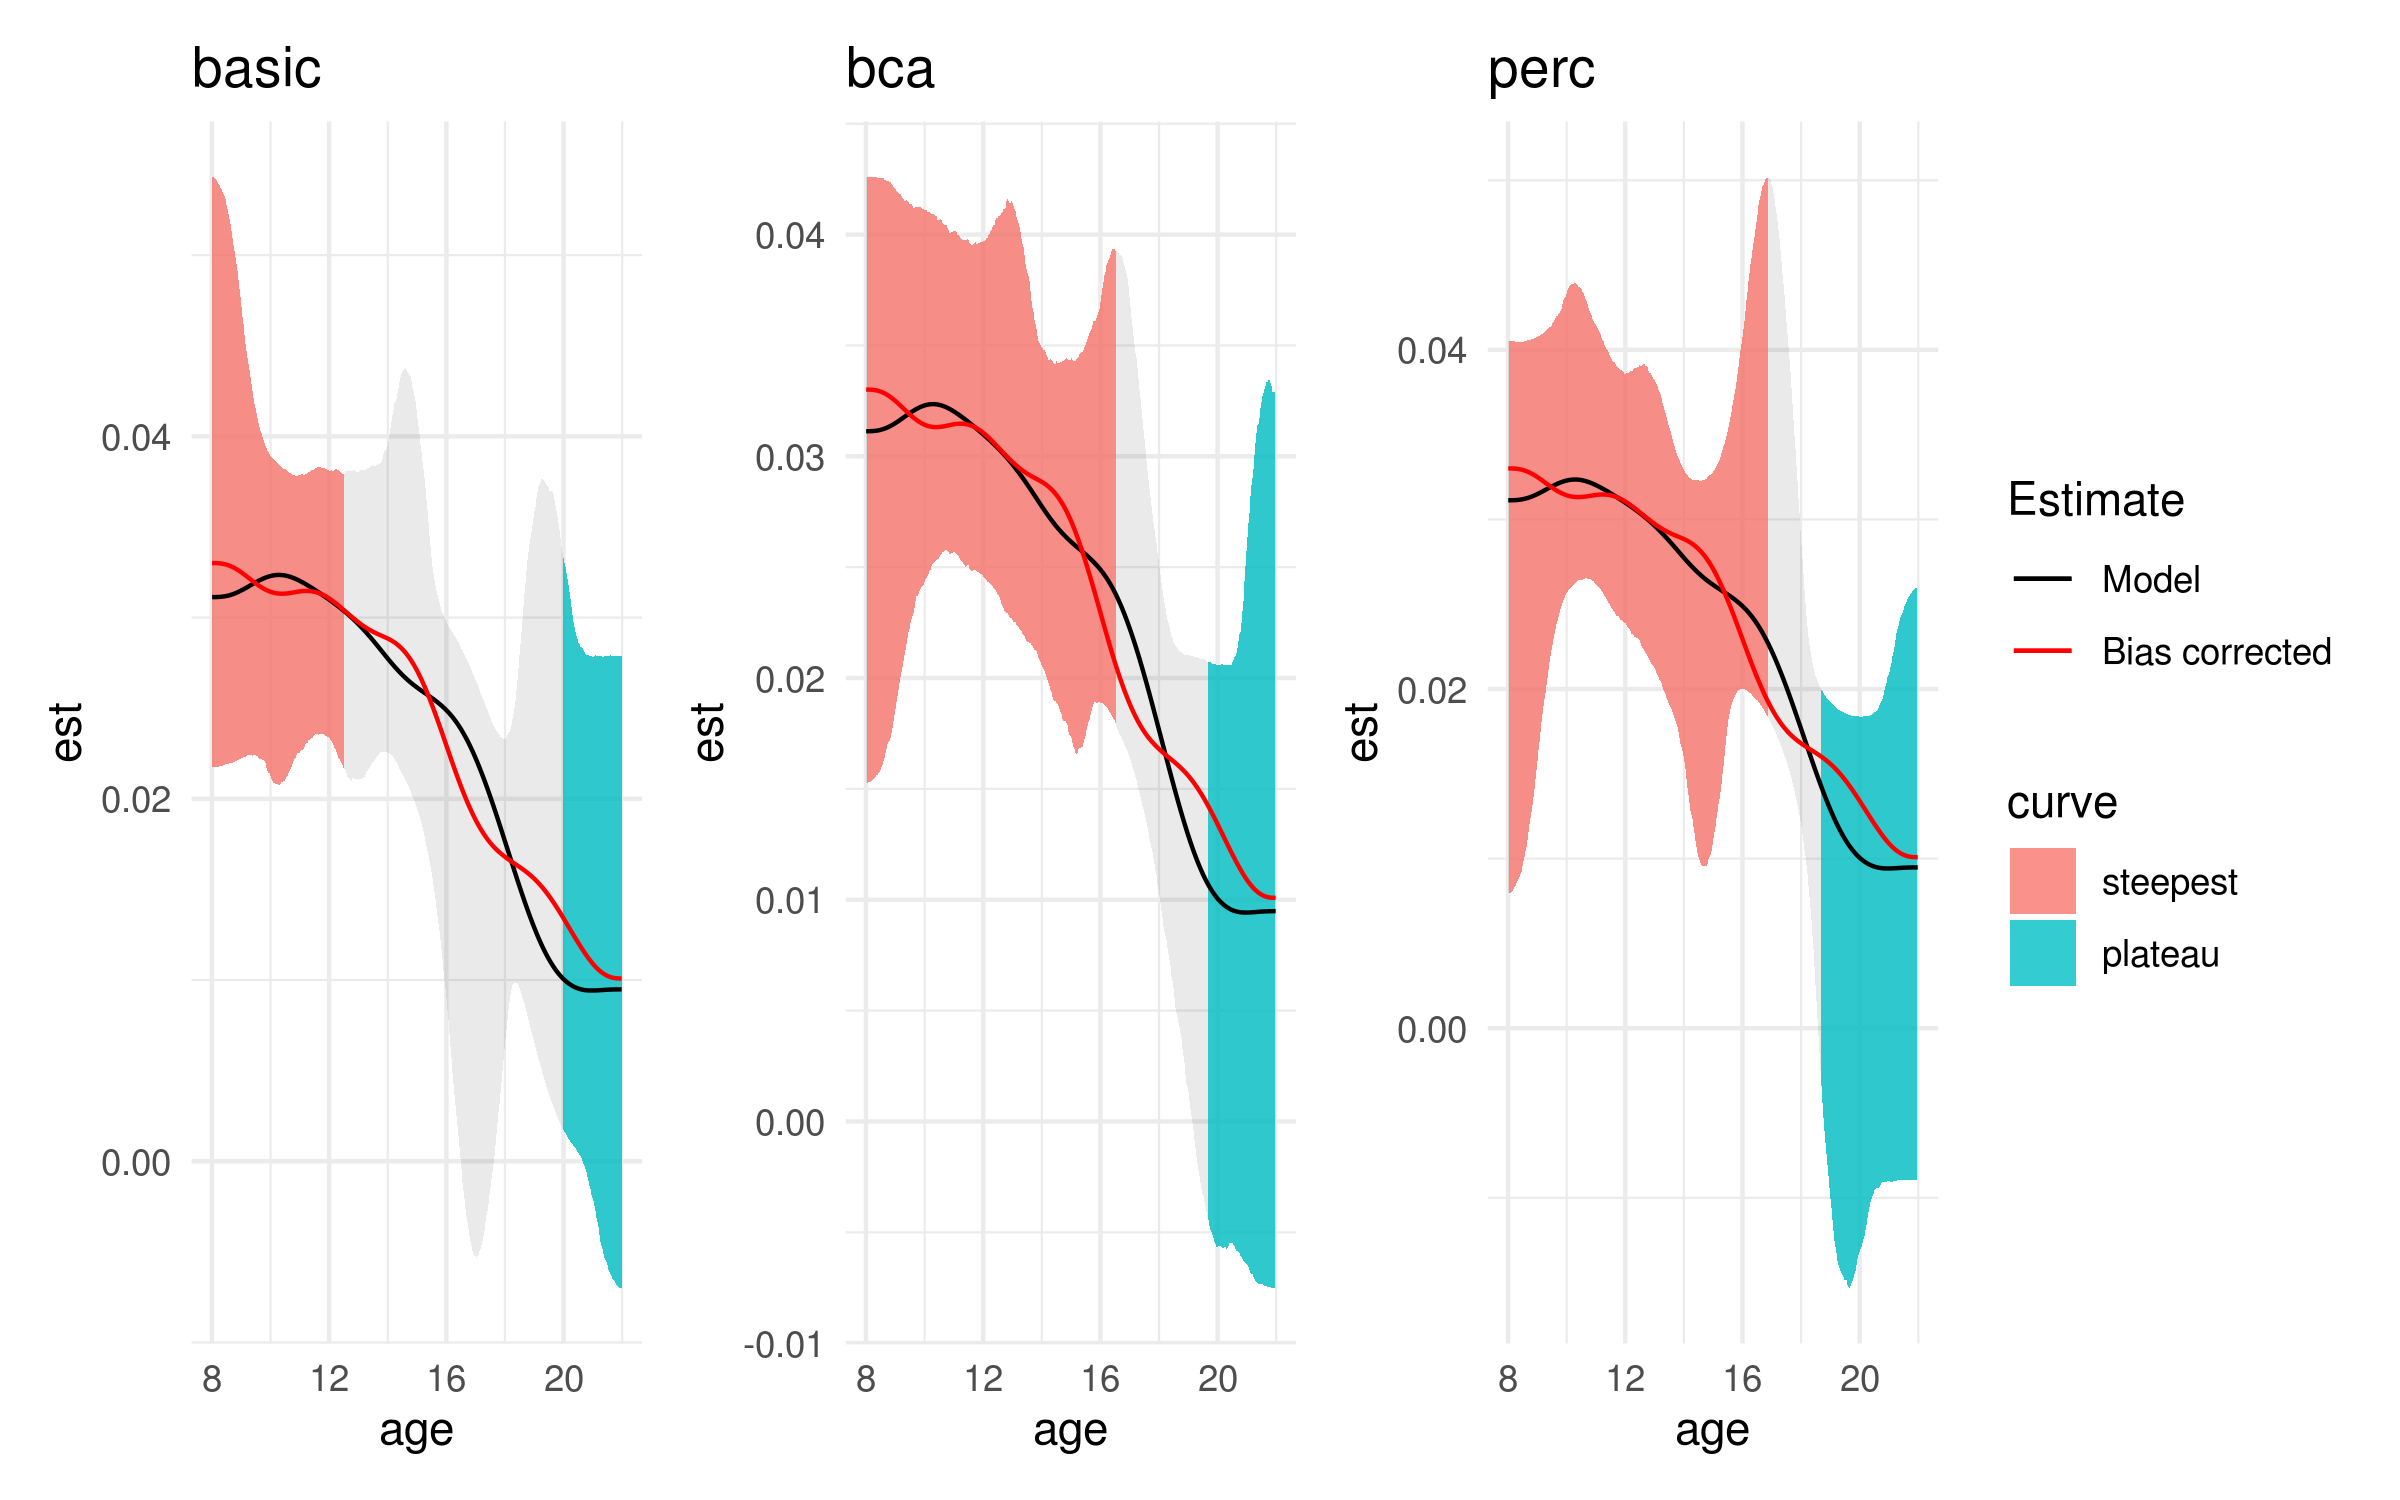 basic
bca
perc
0.04
0.02
0.00
est
8 12 16 20
age
0.04
0.03
0.02
0.01
0.00
-0.01
est
8 12 16 20
age
0.04
0.02
0.00
est
8 12 16 20
age
Estimate
Model
Bias corrected
curve
steepest
plateau